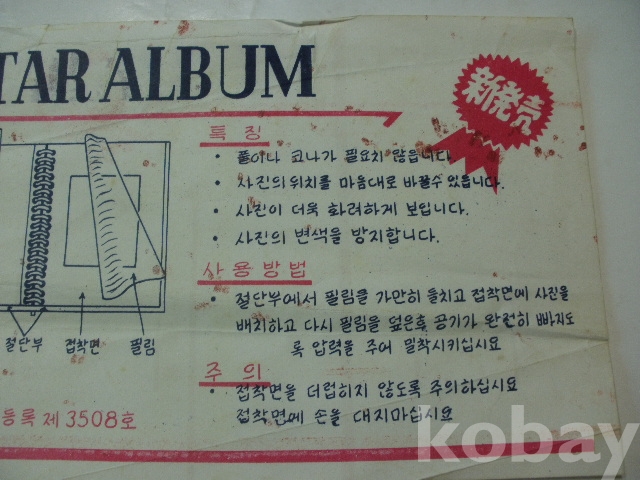 TAR ALBUM
新発売
특징
• 풀이나 코나가 필요치 않읍니다
• 사진의 위치를 마음대로 바꿀수 있읍니다.
• 사진이 더욱 화려하게 보입니다.
• 사진의 변색을 방지합니다.
사용방법
• 절단부에서 필림을 가만히 들치고 접착면에 사진을
배치하고 다시 필림을 덮은후 공기가 완전히 빠지도
록 압력을 주어 밀착시킵시요
주의
• 접착면을 더럽히지 않도록 주의하십시요
접착면에 손을 대지마십시요
절단부 접착면 필림
등록 제 3508호
kobay